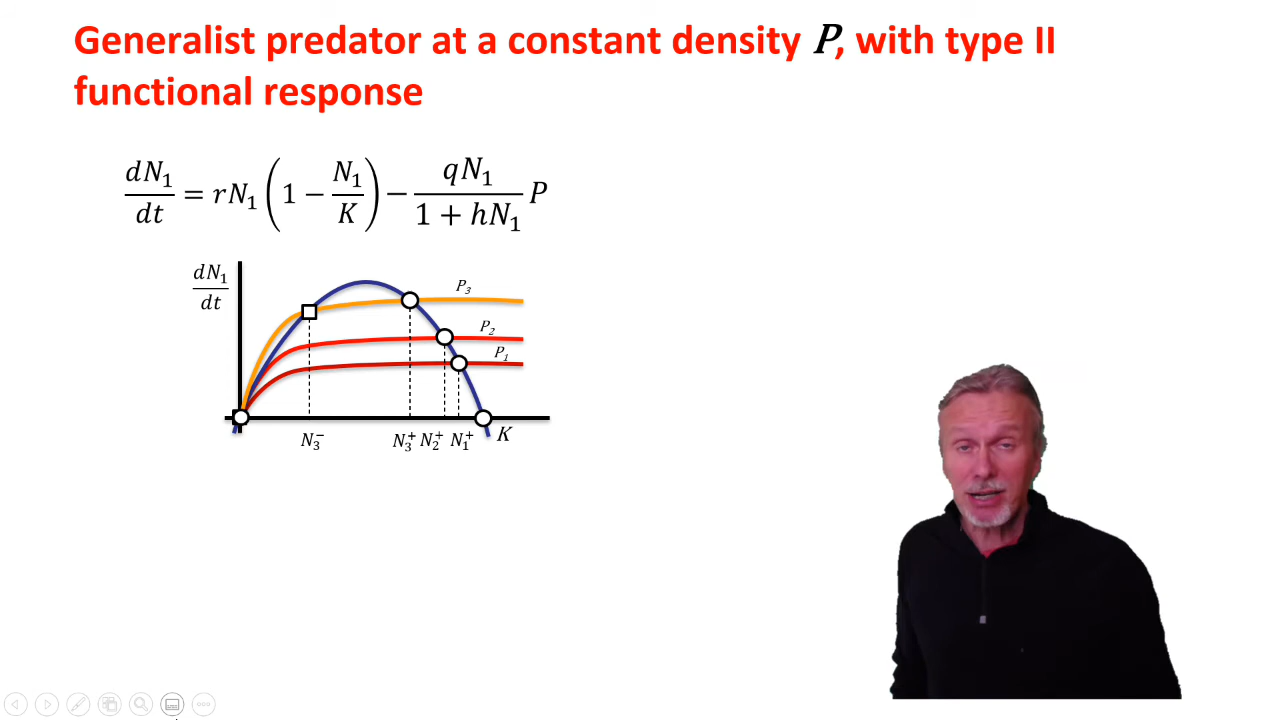 Generalist predator at a constant density P, with type II
functional response
dN₁/dt = rN₁(1 − N₁/K) − qN₁/(1 + hN₁) P
dN₁/dt
P₃
P₂
P₁
N₃⁻ N₃⁺ N₂⁺ N₁⁺ K